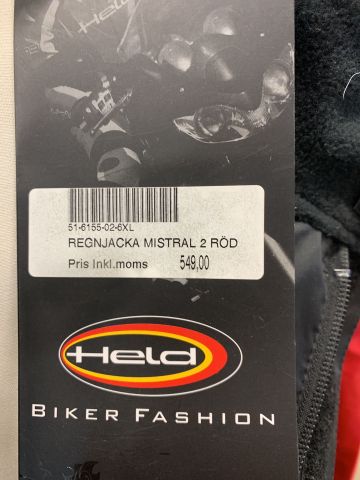 51-6155-02-6XL
REGNJACKA MISTRAL 2 RÖD
Pris Inkl.moms 549,00
Held
BIKER FASHION